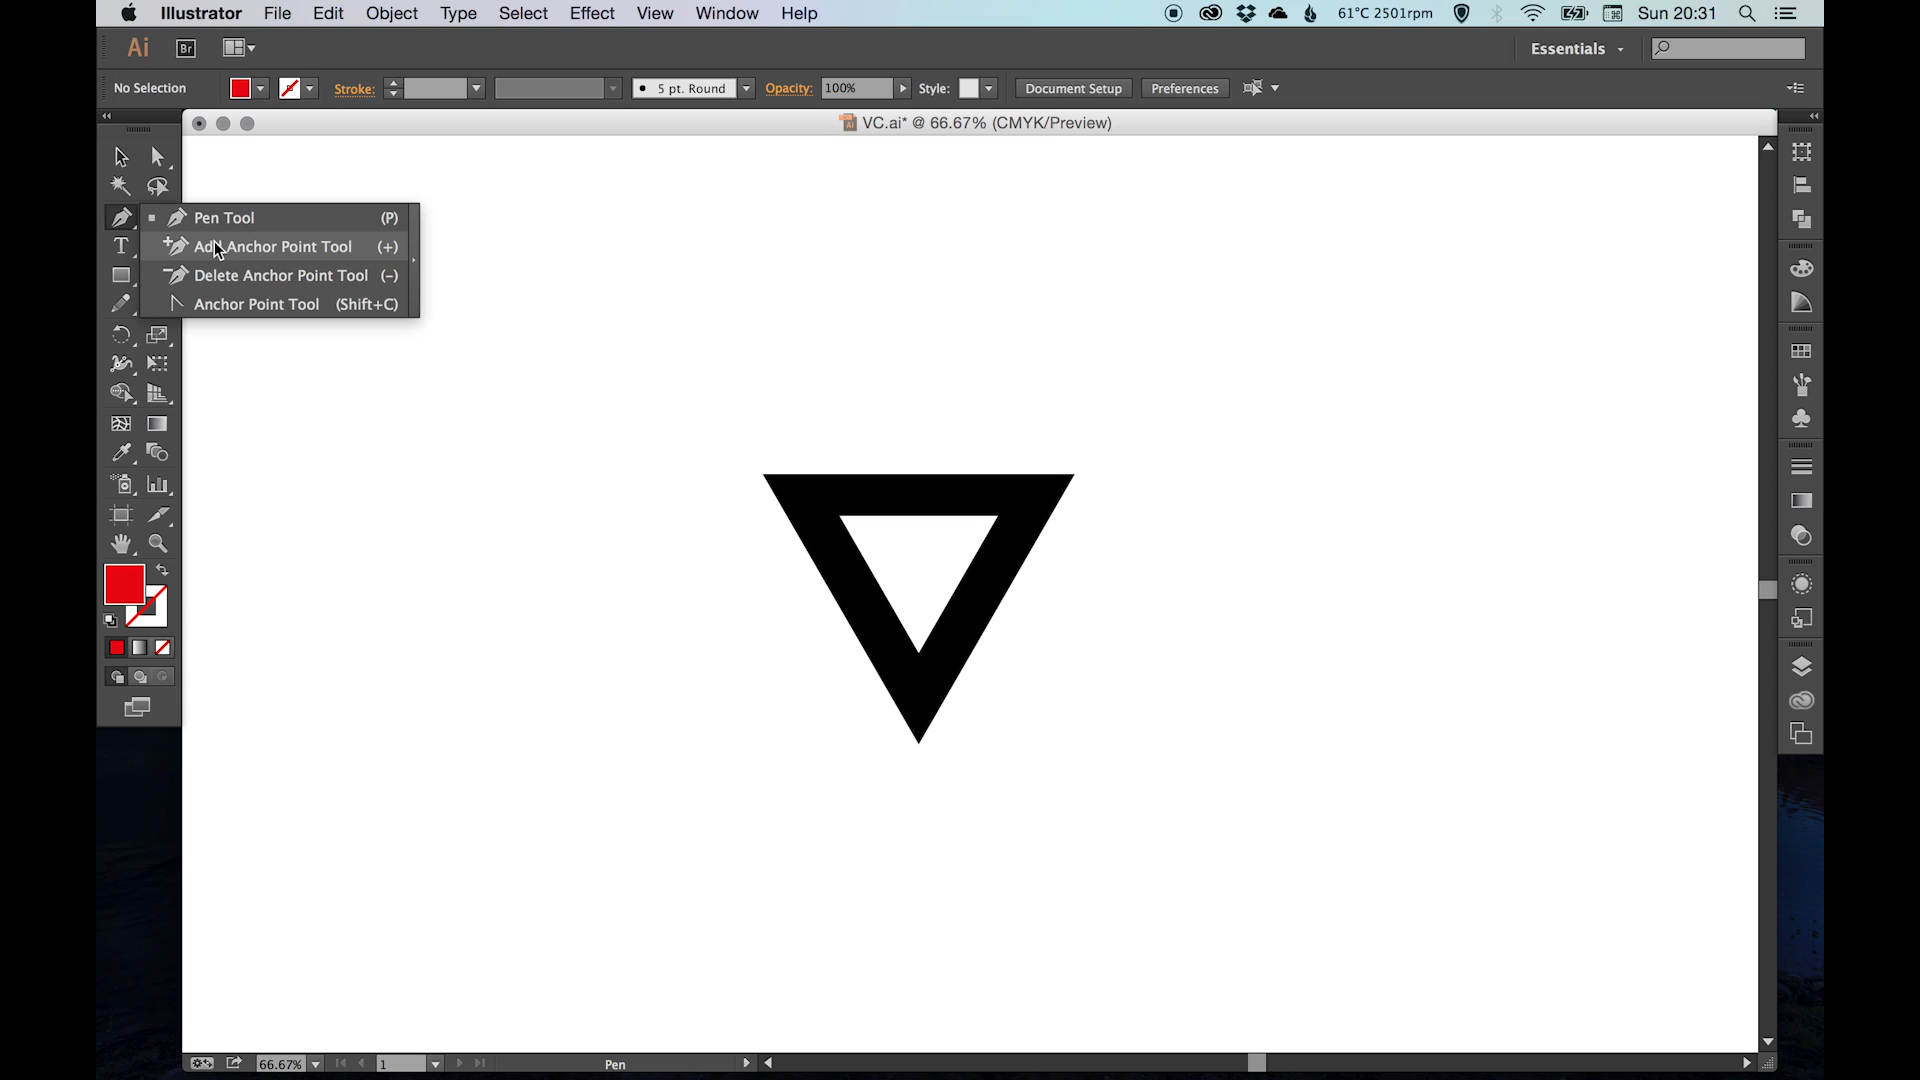 Illustrator File Edit Object Type Select Effect View Window Help 61°C 2501rpm Sun 20:31
Ai Br Essentials
No Selection Stroke: 5 pt. Round Opacity: 100% Style: Document Setup Preferences
VC.ai* @ 66.67% (CMYK/Preview)
Pen Tool (P)
Add Anchor Point Tool (+)
Delete Anchor Point Tool (-)
Anchor Point Tool (Shift+C)
T
66.67% 1 Pen